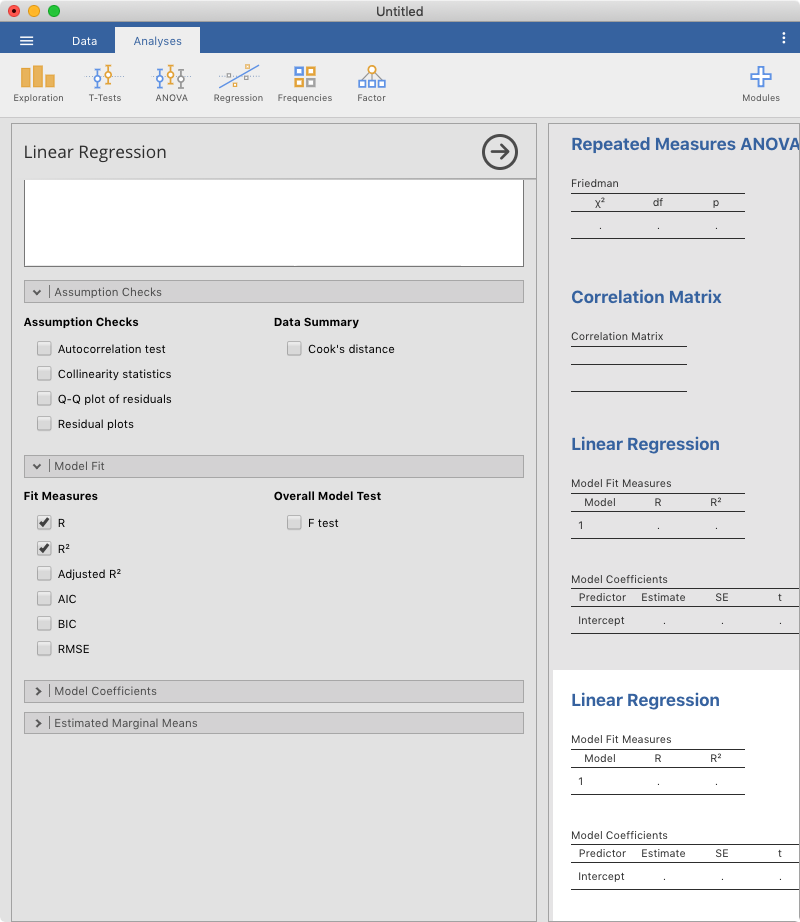 Untitled
Data
Analyses
Exploration
T-Tests
ANOVA
Regression
Frequencies
Factor
Modules
Linear Regression
Assumption Checks
Assumption Checks
Data Summary
Autocorrelation test
Cook's distance
Collinearity statistics
Q-Q plot of residuals
Residual plots
Model Fit
Fit Measures
Overall Model Test
R
F test
R²
Adjusted R²
AIC
BIC
RMSE
Model Coefficients
Estimated Marginal Means
Repeated Measures ANOVA
Friedman
χ² df p
. . .
Correlation Matrix
Correlation Matrix
Linear Regression
Model Fit Measures
Model R R²
1 . .
Model Coefficients
Predictor Estimate SE t
Intercept . . .
Linear Regression
Model Fit Measures
Model R R²
1 . .
Model Coefficients
Predictor Estimate SE t
Intercept . . .